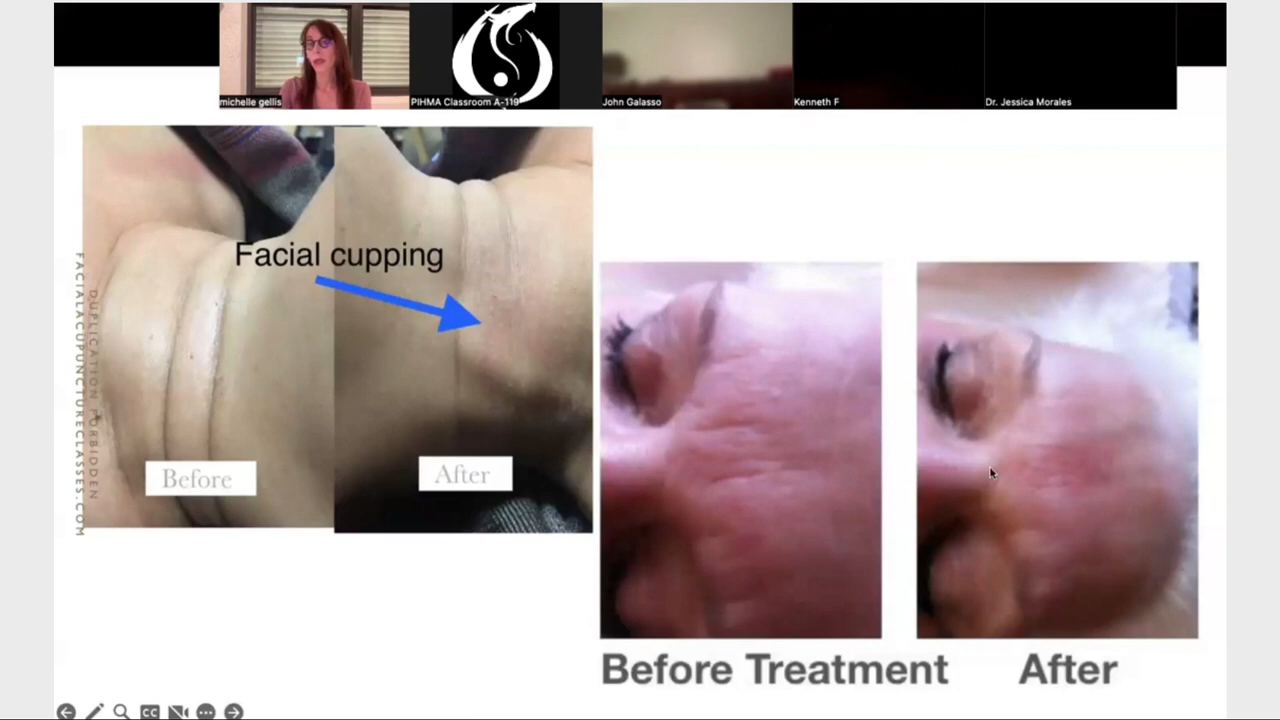 michelle gellis
PIHMA Classroom A-119
John Galasso
Kenneth F
Dr. Jessica Morales
Facial cupping
DUPLICATION FORBIDDEN
FACIALACUPUNCTURECLASSES.COM
Before
After
Before Treatment
After
CC